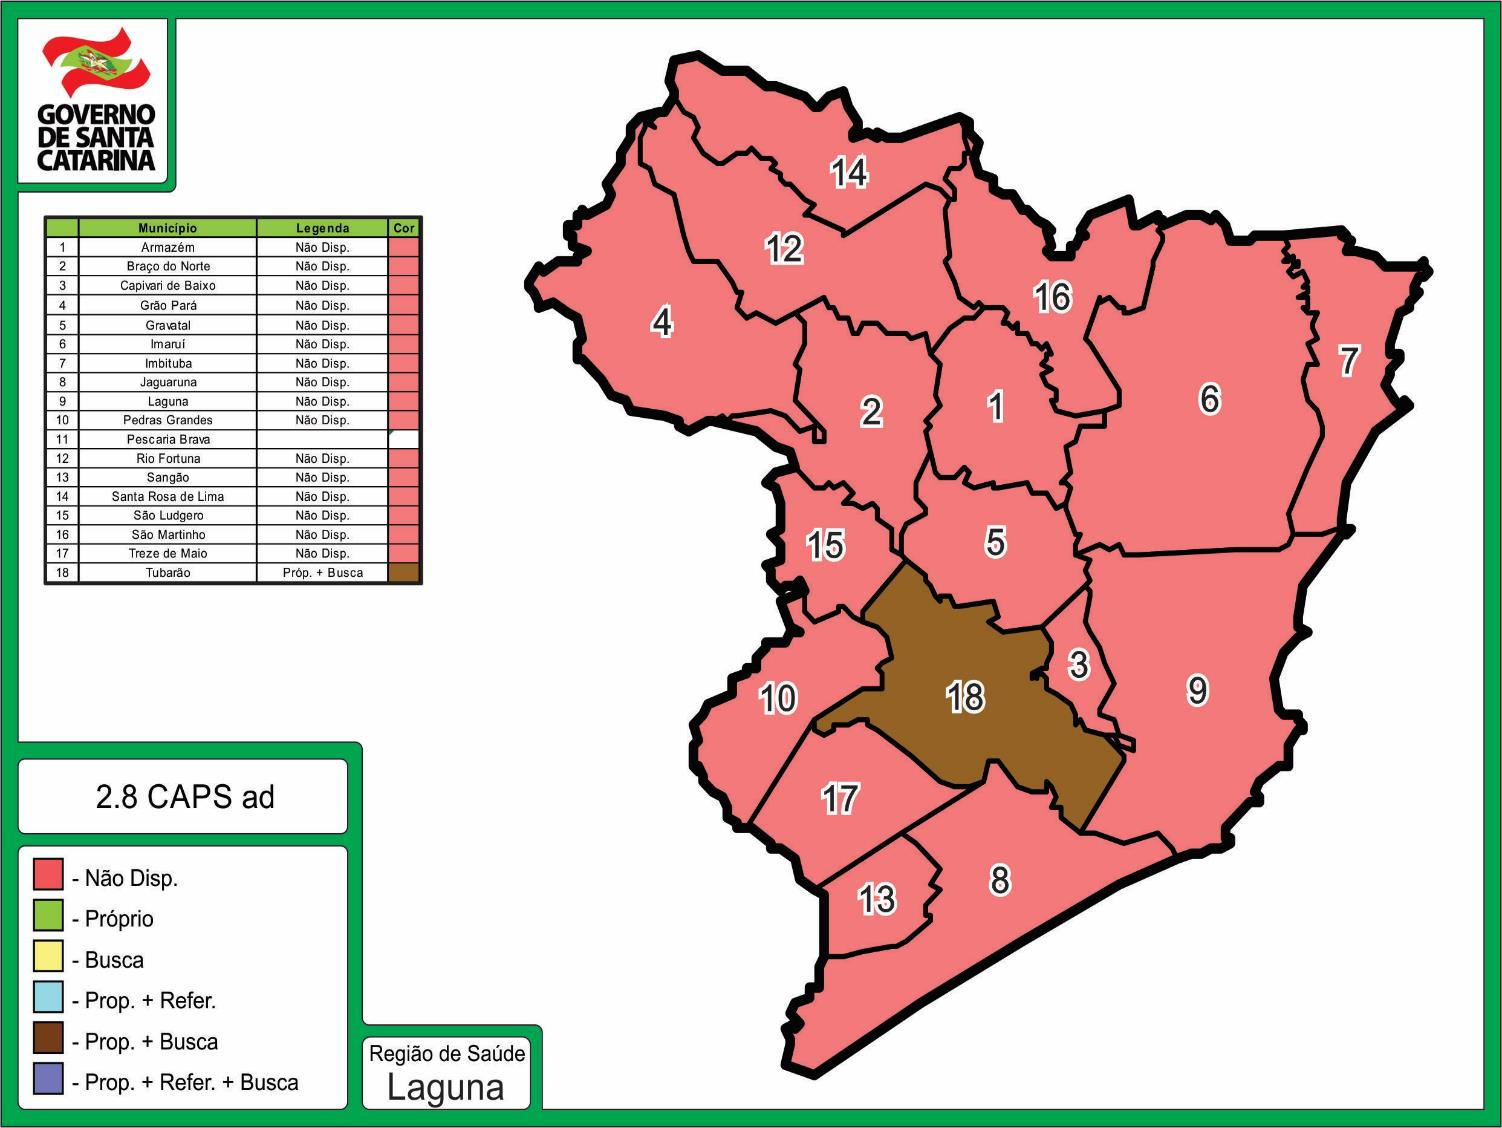 GOVERNO
DE SANTA
CATARINA
Município Legenda Cor
1 Armazém Não Disp.
2 Braço do Norte Não Disp.
3 Capivari de Baixo Não Disp.
4 Grão Pará Não Disp.
5 Gravatal Não Disp.
6 Imaruí Não Disp.
7 Imbituba Não Disp.
8 Jaguaruna Não Disp.
9 Laguna Não Disp.
10 Pedras Grandes Não Disp.
11 Pescaria Brava
12 Rio Fortuna Não Disp.
13 Sangão Não Disp.
14 Santa Rosa de Lima Não Disp.
15 São Ludgero Não Disp.
16 São Martinho Não Disp.
17 Treze de Maio Não Disp.
18 Tubarão Próp. + Busca
14
12
16
4
7
6
2
1
15
5
3
10
18
9
17
8
13
2.8 CAPS ad
- Não Disp.
- Próprio
- Busca
- Prop. + Refer.
- Prop. + Busca
- Prop. + Refer. + Busca
Região de Saúde
Laguna